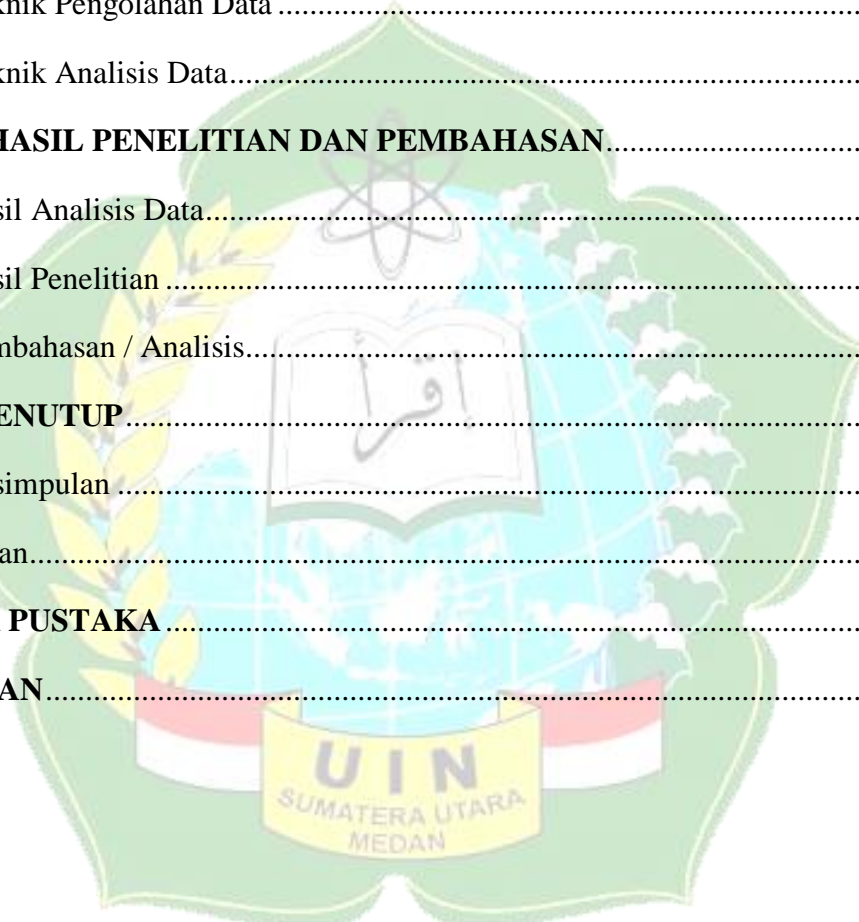 knik Pengolahan Data ....................................................................................
knik Analisis Data..........................................................................................
HASIL PENELITIAN DAN PEMBAHASAN....................................
sil Analisis Data.............................................................................................
sil Penelitian ..................................................................................................
mbahasan / Analisis........................................................................................
ENUTUP.......................................................................................................
simpulan ........................................................................................................
an...................................................................................................................
PUSTAKA ..................................................................................................
AN................................................................................................................
إقرأ
UIN
SUMATERA UTARA
MEDAN